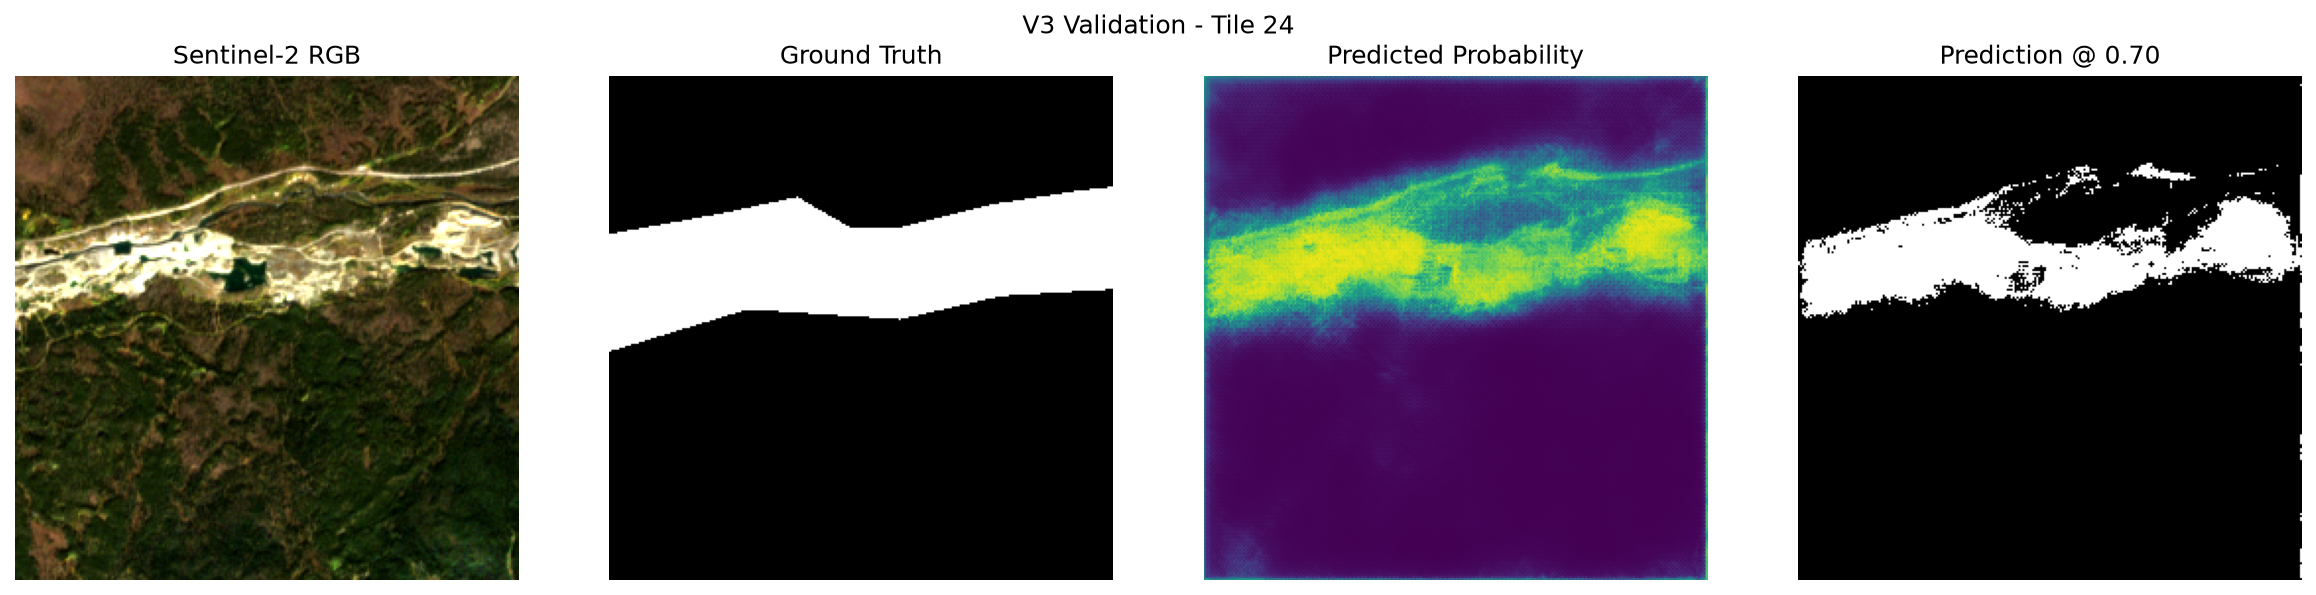 V3 Validation - Tile 24
Sentinel-2 RGB
Ground Truth
Predicted Probability
Prediction @ 0.70